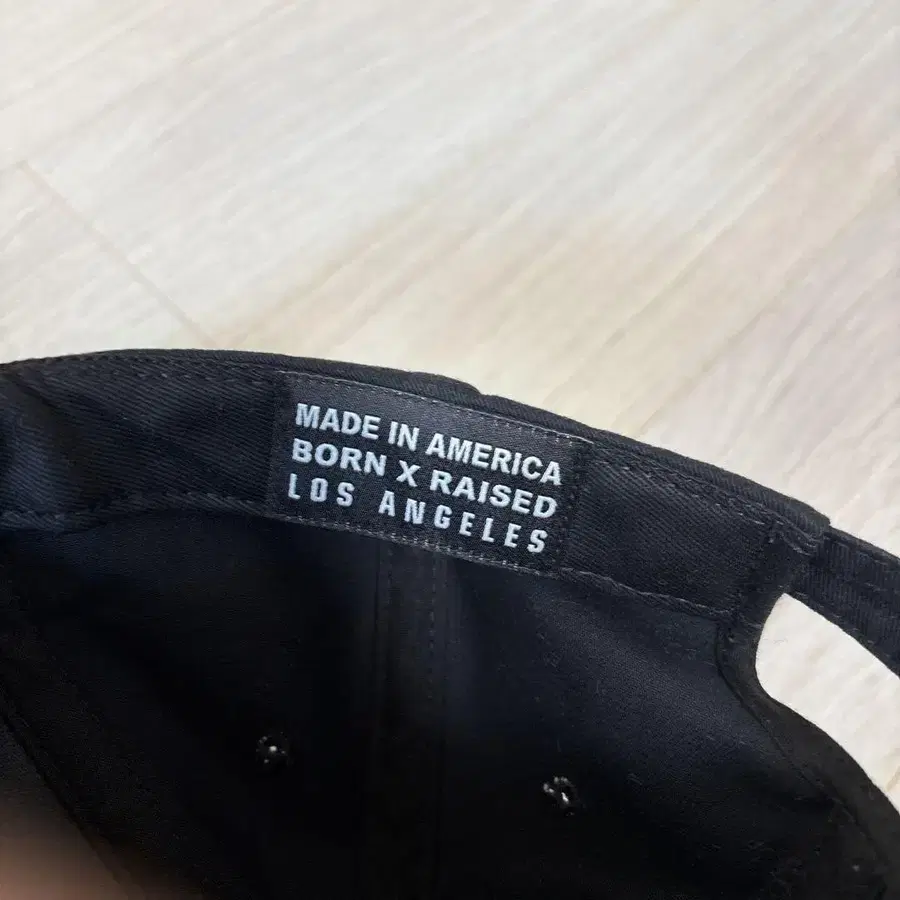 MADE IN AMERICA
BORN X RAISED
LOS ANGELES